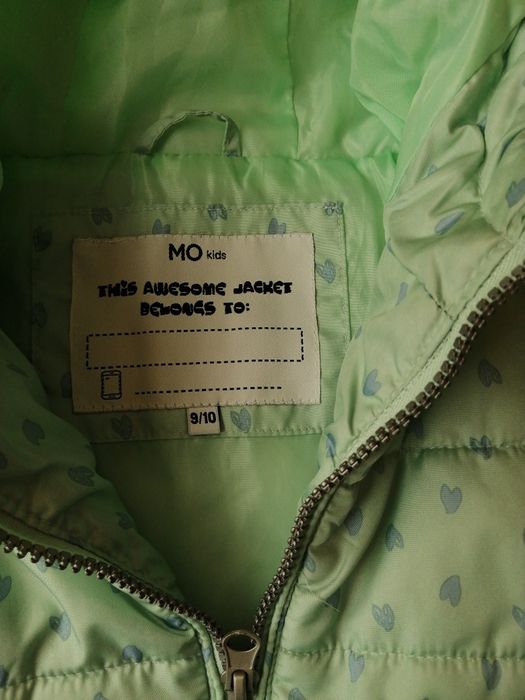 MO kids
THIS AWESOME JACKET
BELONGS TO:
9/10